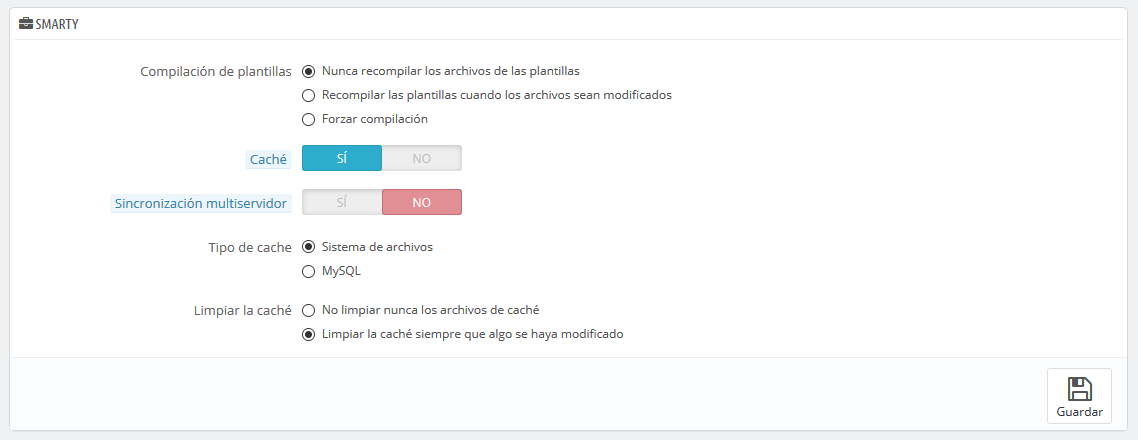 SMARTY
Compilación de plantillas
Nunca recompilar los archivos de las plantillas
Recompilar las plantillas cuando los archivos sean modificados
Forzar compilación
Caché
SÍ NO
Sincronización multiservidor
SÍ NO
Tipo de cache
Sistema de archivos
MySQL
Limpiar la caché
No limpiar nunca los archivos de caché
Limpiar la caché siempre que algo se haya modificado
Guardar